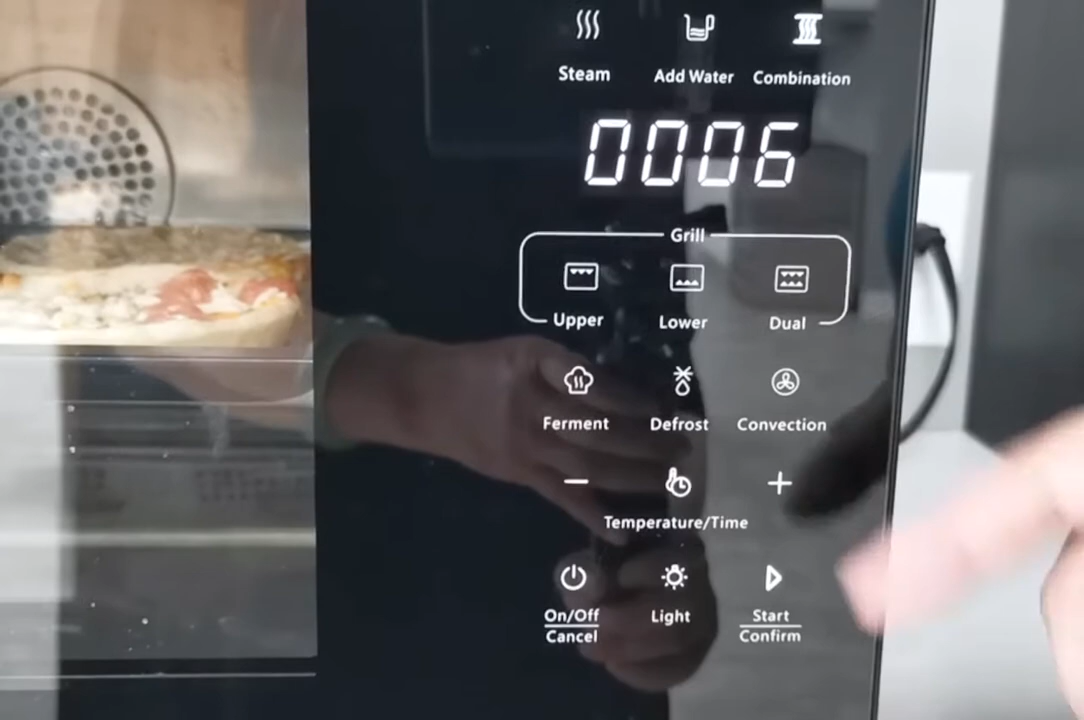 Steam Add Water Combination
0006
Grill
Upper Lower Dual
Ferment Defrost Convection
Temperature/Time
On/Off Light Start
Cancel Confirm